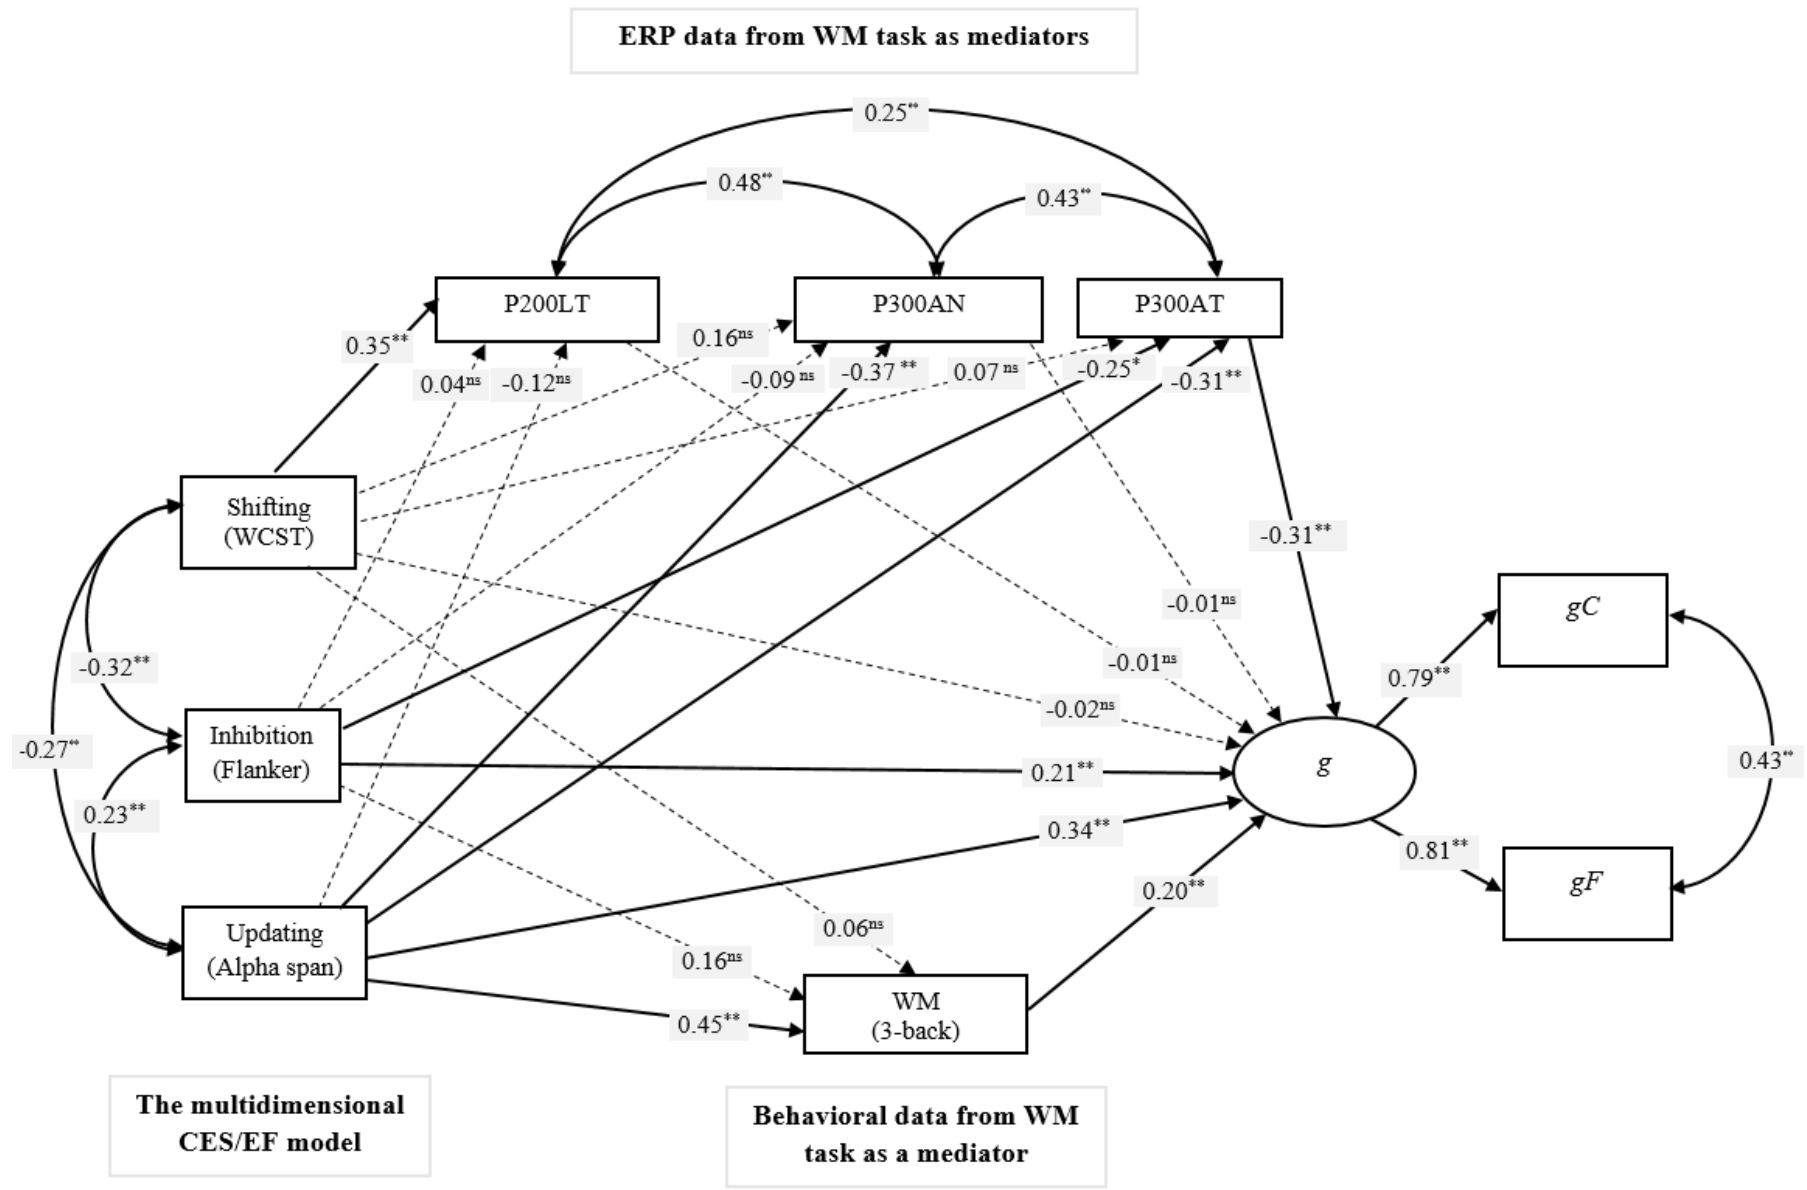 ERP data from WM task as mediators
0.25**
0.48**
0.43**
P200LT
P300AN
P300AT
0.35**
0.16ns
0.04ns
-0.12ns
-0.09 ns
-0.37 **
0.07 ns
-0.25*
-0.31**
Shifting
(WCST)
-0.31**
-0.01ns
gC
-0.32**
-0.01ns
0.79**
-0.02ns
Inhibition
(Flanker)
-0.27**
g
0.43**
0.21**
0.23**
0.34**
0.81**
gF
0.20**
Updating
(Alpha span)
0.06ns
0.16ns
WM
(3-back)
0.45**
The multidimensional
CES/EF model
Behavioral data from WM
task as a mediator